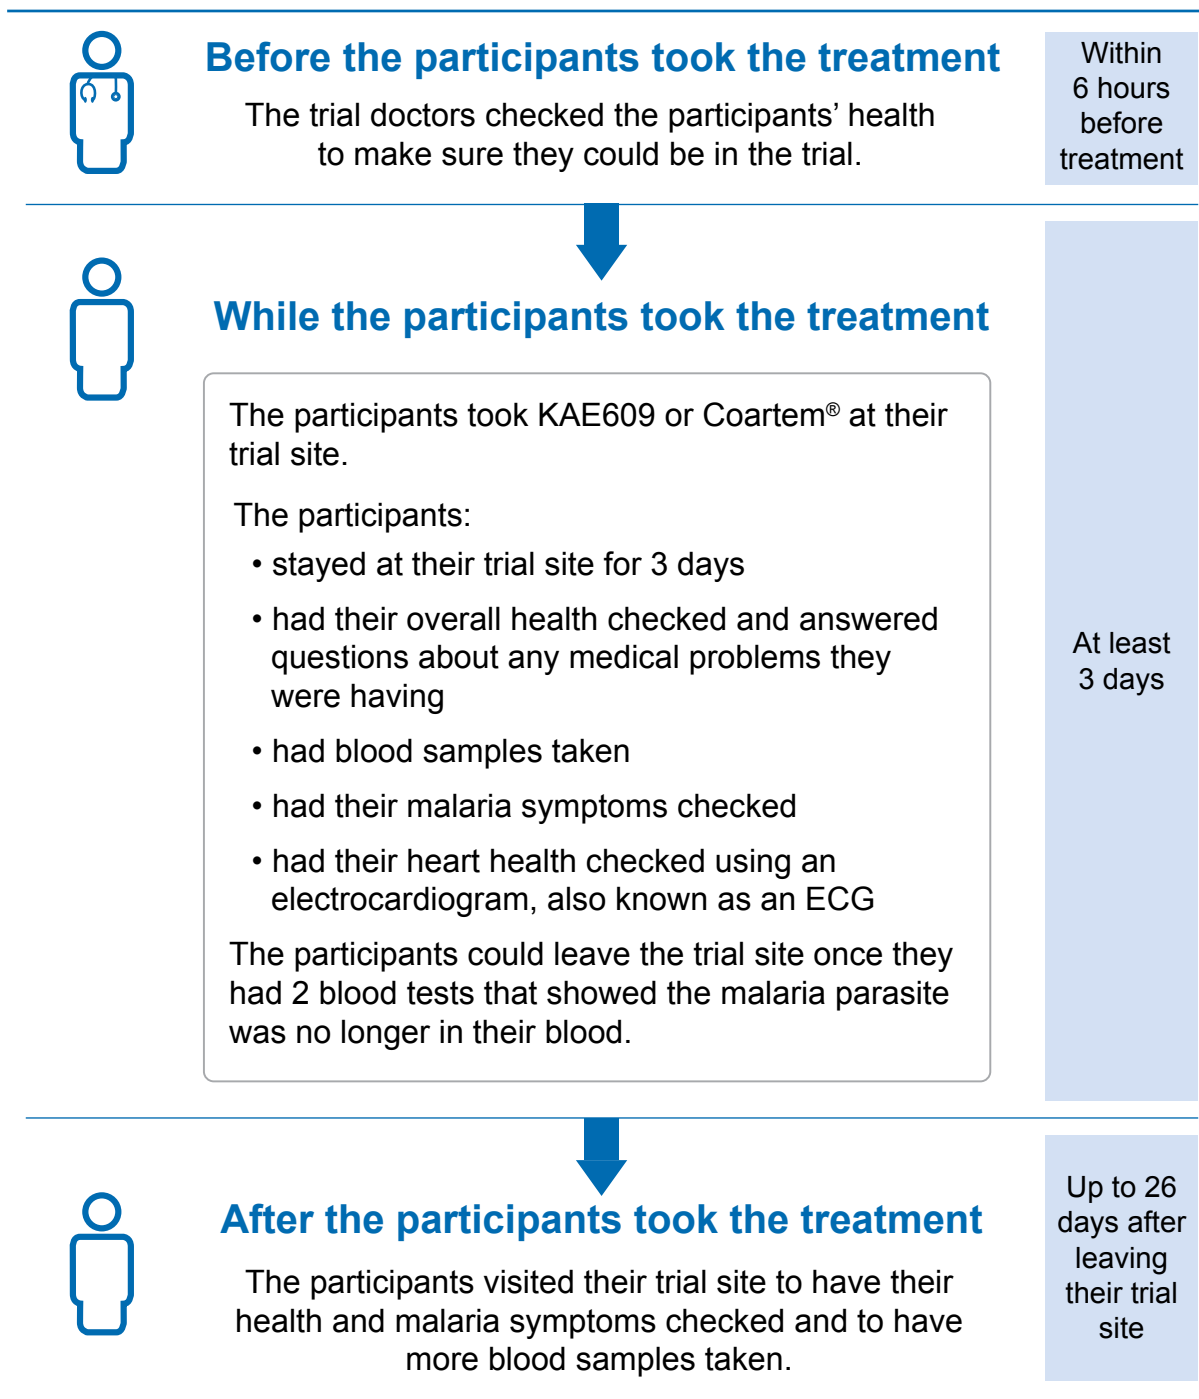 Before the participants took the treatment
The trial doctors checked the participants’ health
to make sure they could be in the trial.
Within
6 hours
before
treatment
While the participants took the treatment
The participants took KAE609 or Coartem® at their
trial site.
The participants:
• stayed at their trial site for 3 days
• had their overall health checked and answered
questions about any medical problems they
were having
• had blood samples taken
• had their malaria symptoms checked
• had their heart health checked using an
electrocardiogram, also known as an ECG
The participants could leave the trial site once they
had 2 blood tests that showed the malaria parasite
was no longer in their blood.
At least
3 days
After the participants took the treatment
The participants visited their trial site to have their
health and malaria symptoms checked and to have
more blood samples taken.
Up to 26
days after
leaving
their trial
site